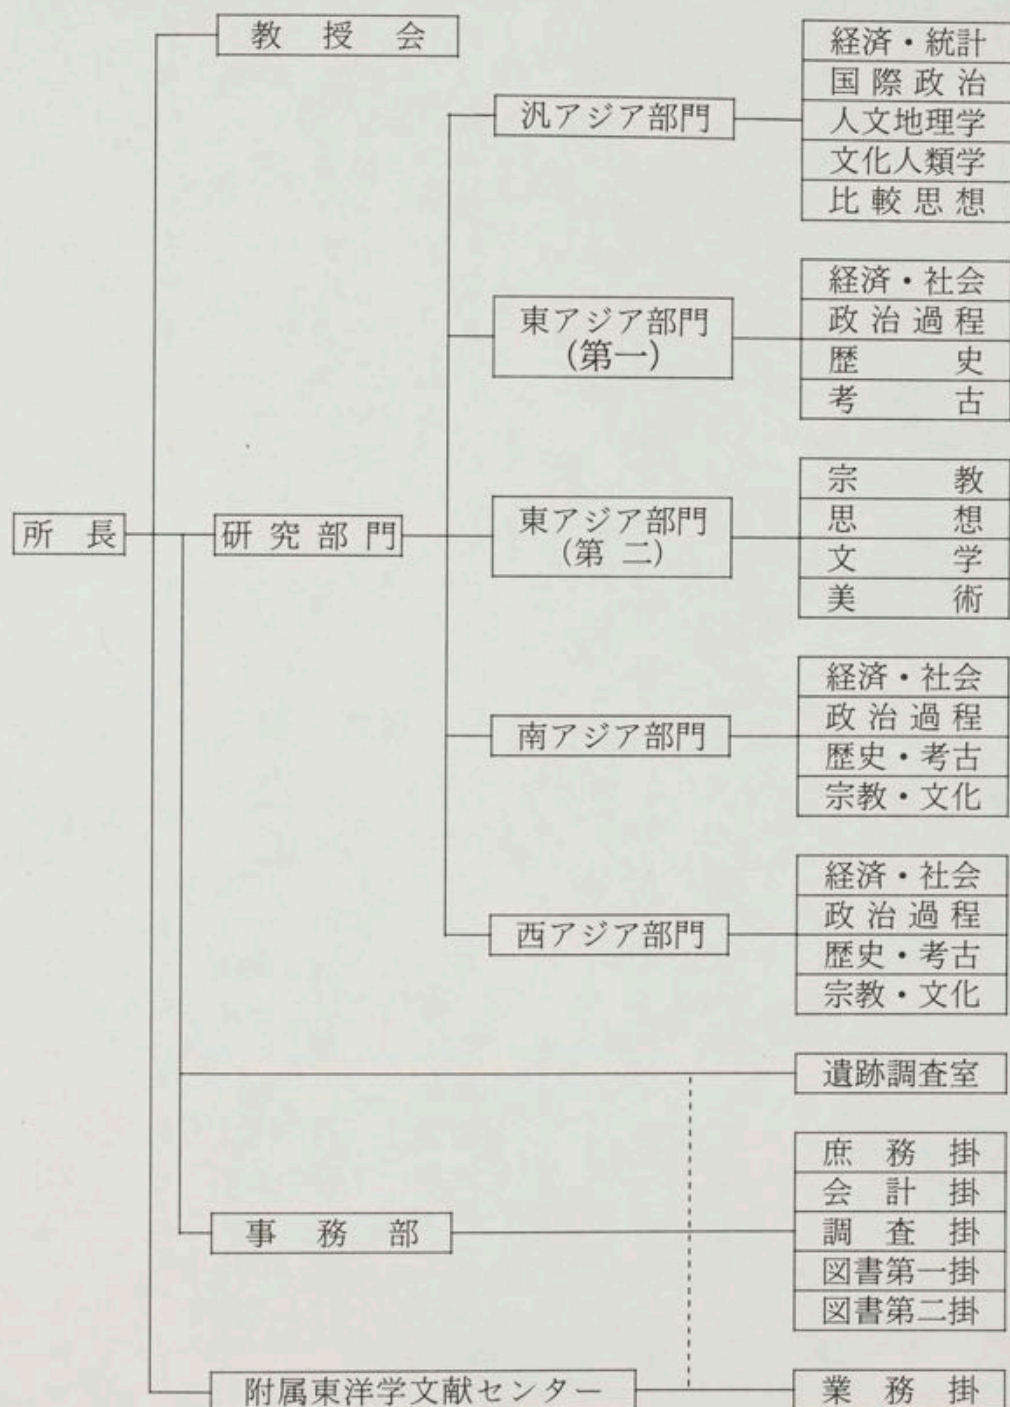 所長
教授会
研究部門
汎アジア部門
経済・統計
国際政治
人文地理学
文化人類学
比較思想
東アジア部門
(第一)
経済・社会
政治過程
歴史
考古
東アジア部門
(第二)
宗教
思想
文学
美術
南アジア部門
経済・社会
政治過程
歴史・考古
宗教・文化
西アジア部門
経済・社会
政治過程
歴史・考古
宗教・文化
遺跡調査室
事務部
庶務掛
会計掛
調査掛
図書第一掛
図書第二掛
附属東洋学文献センター
業務掛